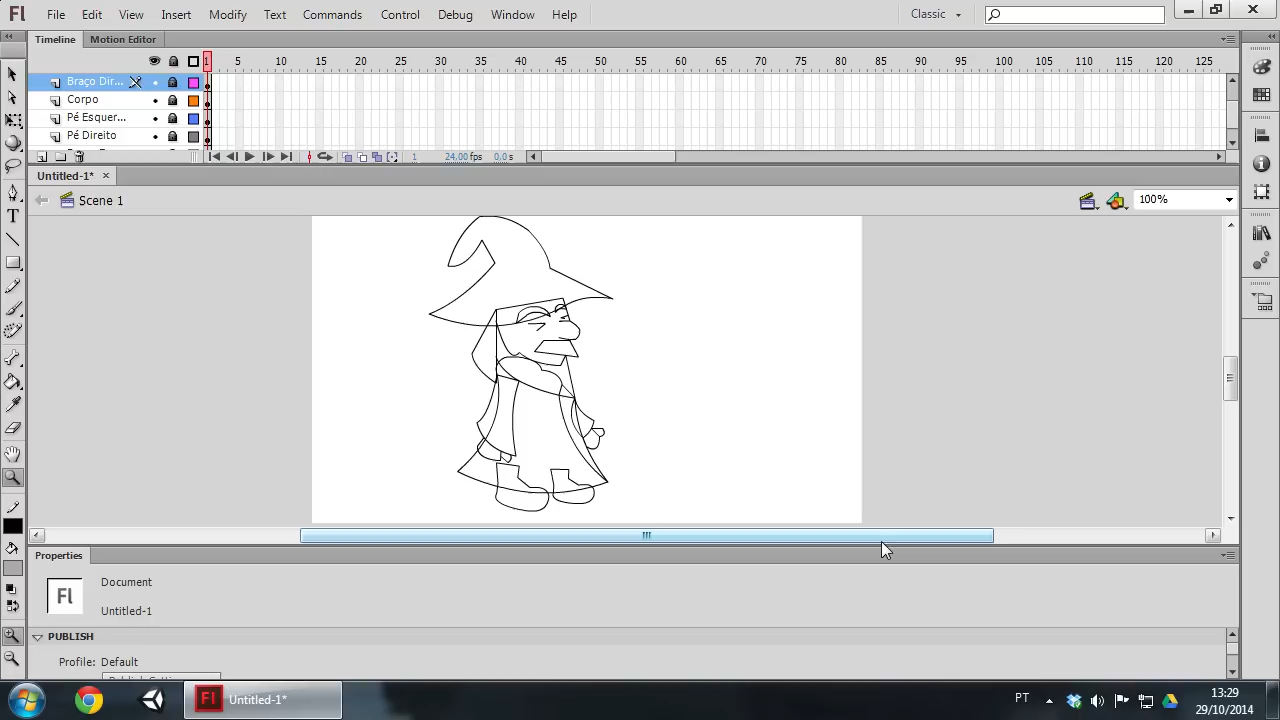 Fl File Edit View Insert Modify Text Commands Control Debug Window Help Classic
Timeline Motion Editor
1 5 10 15 20 25 30 35 40 45 50 55 60 65 70 75 80 85 90 95 100 105 110 115 120 125
Braço Dir...
Corpo
Pé Esquer...
Pé Direito
1 24.00 fps 0.0 s
Untitled-1* ×
Scene 1 100%
Properties
Fl Document
Untitled-1
PUBLISH
Profile: Default
Fl Untitled-1* PT 13:29
29/10/2014